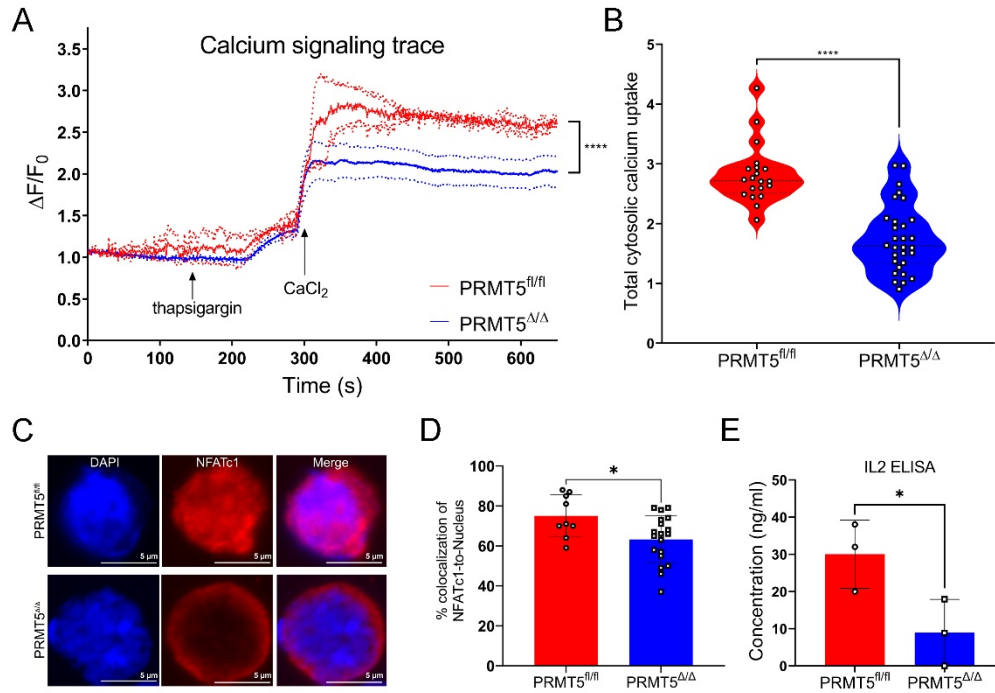 A
Calcium signaling trace
ΔF/F₀
3.5
3.0
2.5
2.0
1.5
1.0
0.5
0.0
0 100 200 300 400 500 600
Time (s)
thapsigargin
CaCl₂
****
PRMT5fl/fl
PRMT5Δ/Δ
B
Total cytosolic calcium uptake
5
4
3
2
1
0
****
PRMT5fl/fl PRMT5Δ/Δ
C
DAPI NFATc1 Merge
PRMT5fl/fl
5 µm 5 µm 5 µm
PRMT5Δ/Δ
5 µm 5 µm 5 µm
D
% colocalization of
NFATc1-to-Nucleus
100
80
60
40
20
0
*
PRMT5fl/fl PRMT5Δ/Δ
E
IL2 ELISA
Concentration (ng/ml)
50
40
30
20
10
0
*
PRMT5fl/fl PRMT5Δ/Δ